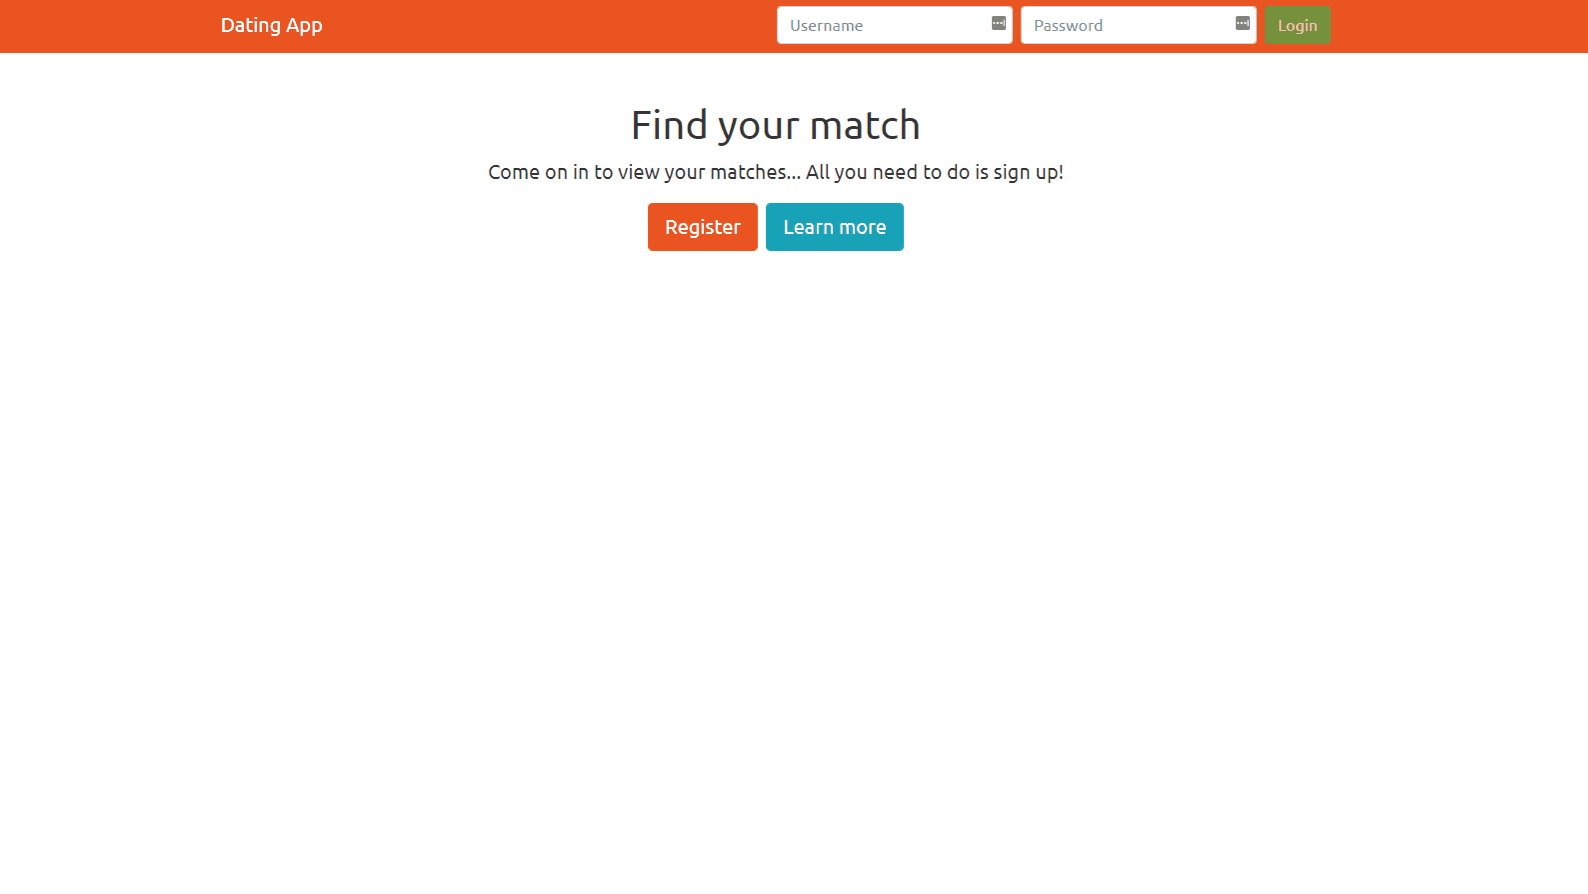 Dating App
Username
Password
Login
Find your match
Come on in to view your matches... All you need to do is sign up!
Register
Learn more